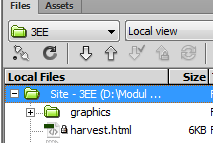 Files Assets
3EE Local view
Local Files Size
Site - 3EE (D:\Modul ...
graphics
harvest.html 6KB